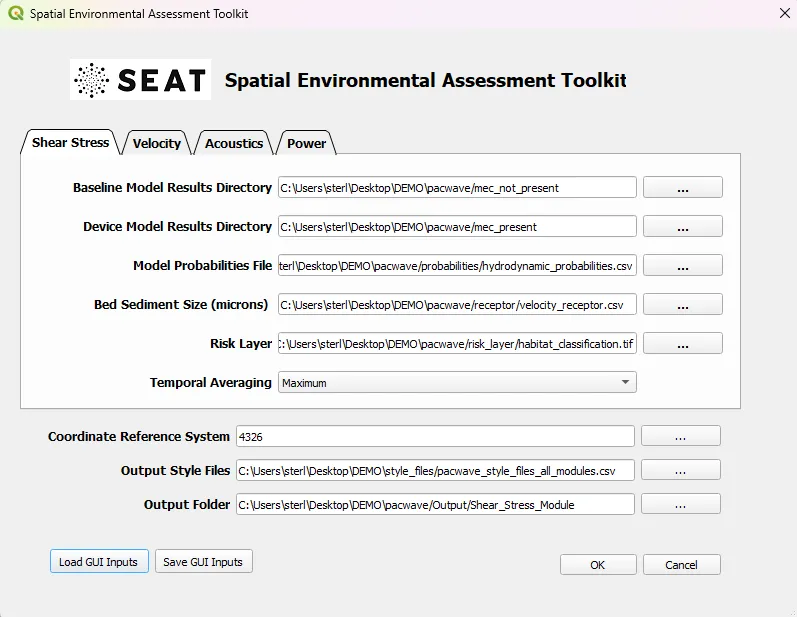 Spatial Environmental Assessment Toolkit
SEAT Spatial Environmental Assessment Toolkit
Shear Stress Velocity Acoustics Power
Baseline Model Results Directory C:\Users\sterl\Desktop\DEMO\pacwave/mec_not_present ...
Device Model Results Directory C:\Users\sterl\Desktop\DEMO\pacwave/mec_present ...
Model Probabilities File terl\Desktop\DEMO\pacwave/probabilities/hydrodynamic_probabilities.csv ...
Bed Sediment Size (microns) C:\Users\sterl\Desktop\DEMO\pacwave/receptor/velocity_receptor.csv ...
Risk Layer C:\Users\sterl\Desktop\DEMO\pacwave/risk_layer/habitat_classification.tif ...
Temporal Averaging Maximum
Coordinate Reference System 4326 ...
Output Style Files C:\Users\sterl\Desktop\DEMO\style_files/pacwave_style_files_all_modules.csv ...
Output Folder C:\Users\sterl\Desktop\DEMO\pacwave/Output/Shear_Stress_Module ...
Load GUI Inputs Save GUI Inputs OK Cancel